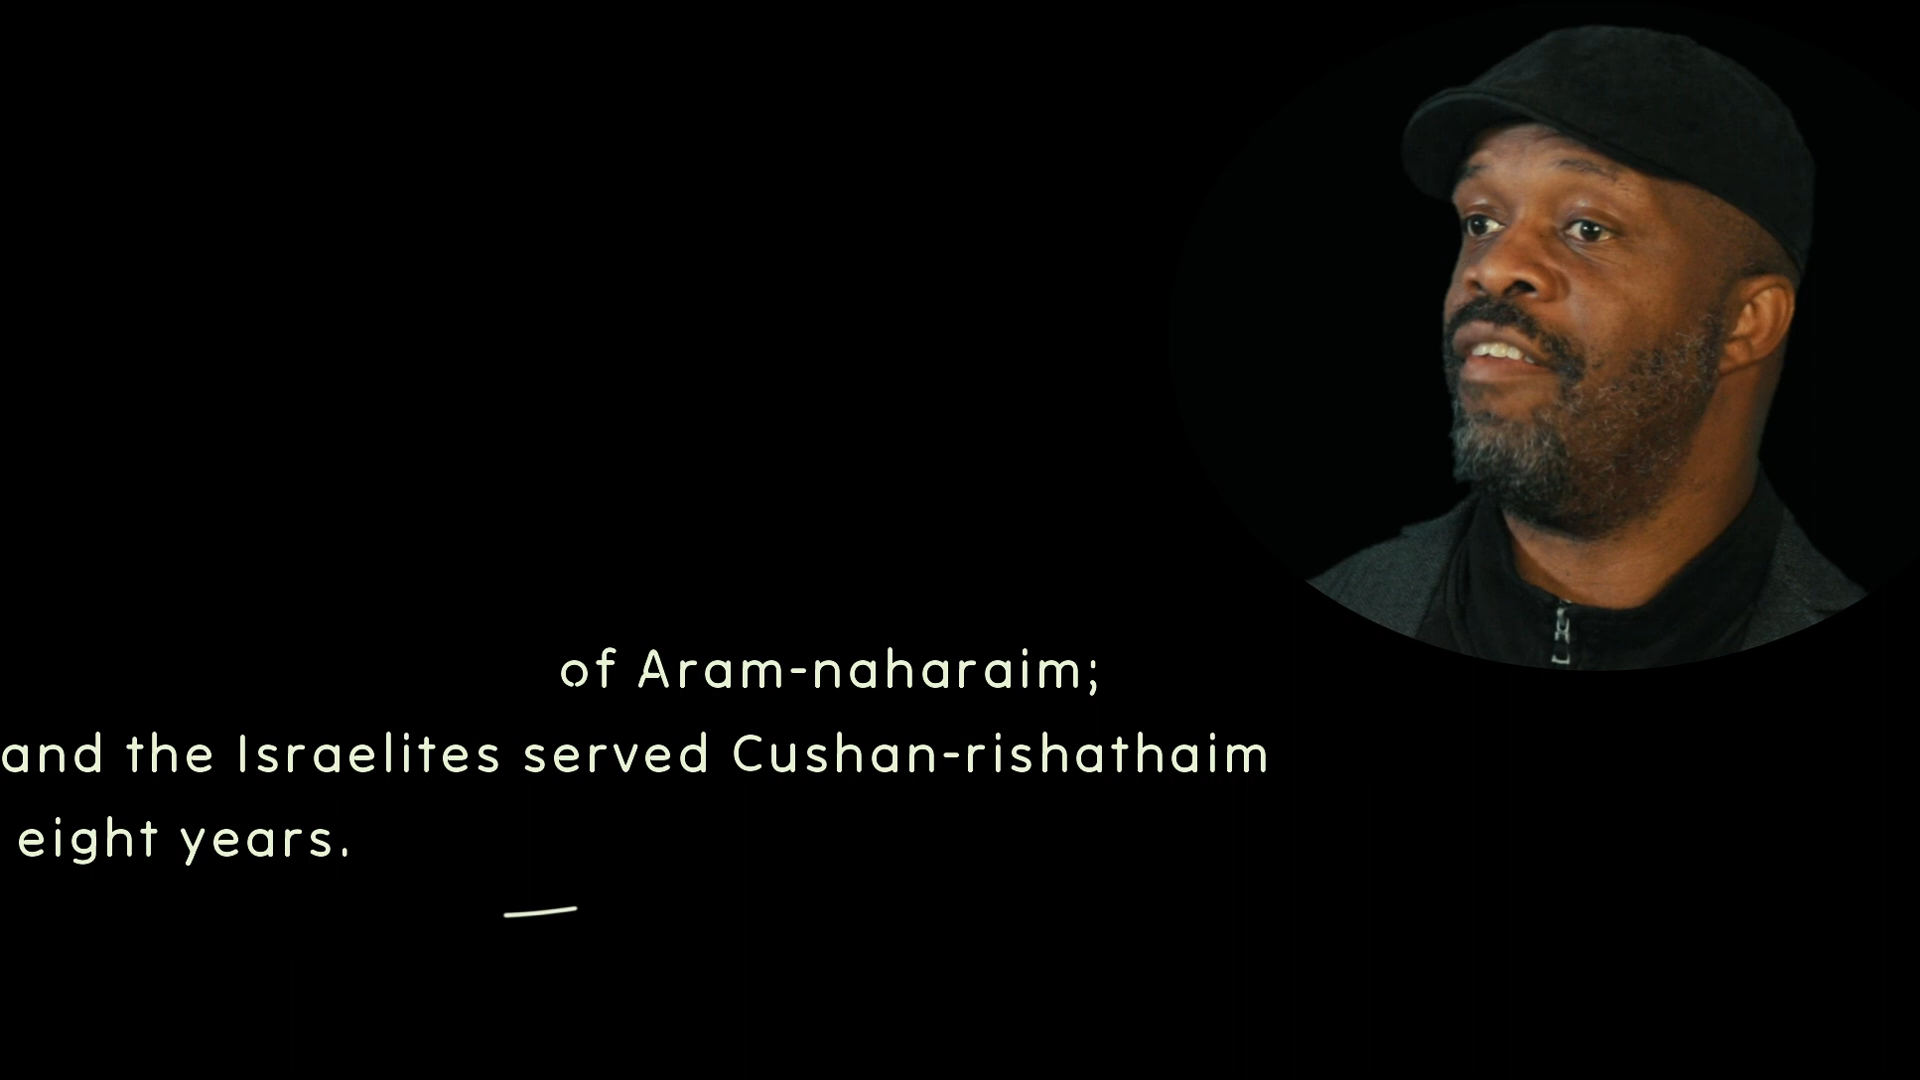 of Aram-naharaim;
and the Israelites served Cushan-rishathaim
eight years.